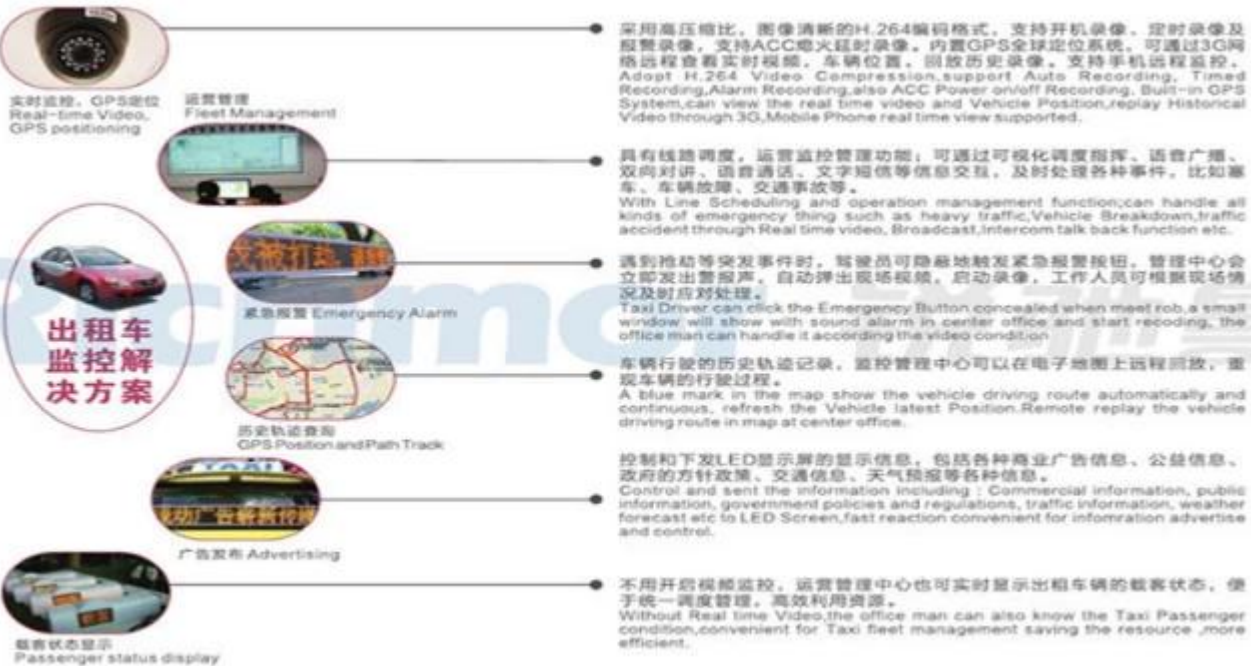 采用高压缩比，图像清晰的H.264编码格式，支持开机录像、定时录像及
报警录像，支持ACC熄火延时录像。内置GPS全球定位系统，可通过3G网
络远程查看实时视频，车辆位置，回放历史录像。支持手机远程监控。
Adopt H.264 Video Compression,support Auto Recording, Timed
Recording,Alarm Recording,also ACC Power on/off Recording. Built-in GPS
System,can view the real time video and Vehicle Position,replay Historical
Video through 3G,Mobile Phone real time view supported.
实时监控，GPS定位
Real-time Video,
GPS positioning
运营管理
Fleet Management
具有线路调度，运营监控管理功能；可通过可视化调度指挥、语音广播、
双向对讲、语音通话、文字短信等信息交互，及时处理各种事件，比如塞
车、车辆故障、交通事故等。
With Line Scheduling and operation management function;can handle all
kinds of emergency thing such as heavy traffic,Vehicle Breakdown,traffic
accident through Real time video, Broadcast,Intercom talk back function etc.
被打劫
遇到抢劫等突发事件时，驾驶员可隐蔽地触发紧急报警按钮，管理中心会
立即发出警报声，自动弹出现场视频，启动录像，工作人员可根据现场情
况及时应对处理。
Taxi Driver can click the Emergency Button concealed when meet rob,a small
window will show with sound alarm in center office and start recoding, the
office man can handle it according the video condition
紧急报警 Emergency Alarm
出租车
监控解
决方案
车辆行驶的历史轨迹记录，监控管理中心可以在电子地图上远程回放，重
现车辆的行驶过程。
A blue mark in the map show the vehicle driving route automatically and
continuous, refresh the Vehicle latest Position.Remote replay the vehicle
driving route in map at center office.
历史轨迹查询
GPS Position and Path Track
控制和下发LED显示屏的显示信息，包括各种商业广告信息、公益信息、
政府的方针政策、交通信息、天气预报等各种信息。
Control and sent the information including : Commercial information, public
information, government policies and regulations, traffic information, weather
forecast etc to LED Screen,fast reaction convenient for infomration advertise
and control.
TAXI
广告发布 Advertising
不用开启视频监控，运营管理中心也可实时显示出租车辆的载客状态，便
于统一调度管理，高效利用资源。
Without Real time Video,the office man can also know the Taxi Passenger
condition,convenient for Taxi fleet management saving the resource ,more
efficient.
载客状态显示
Passenger status display